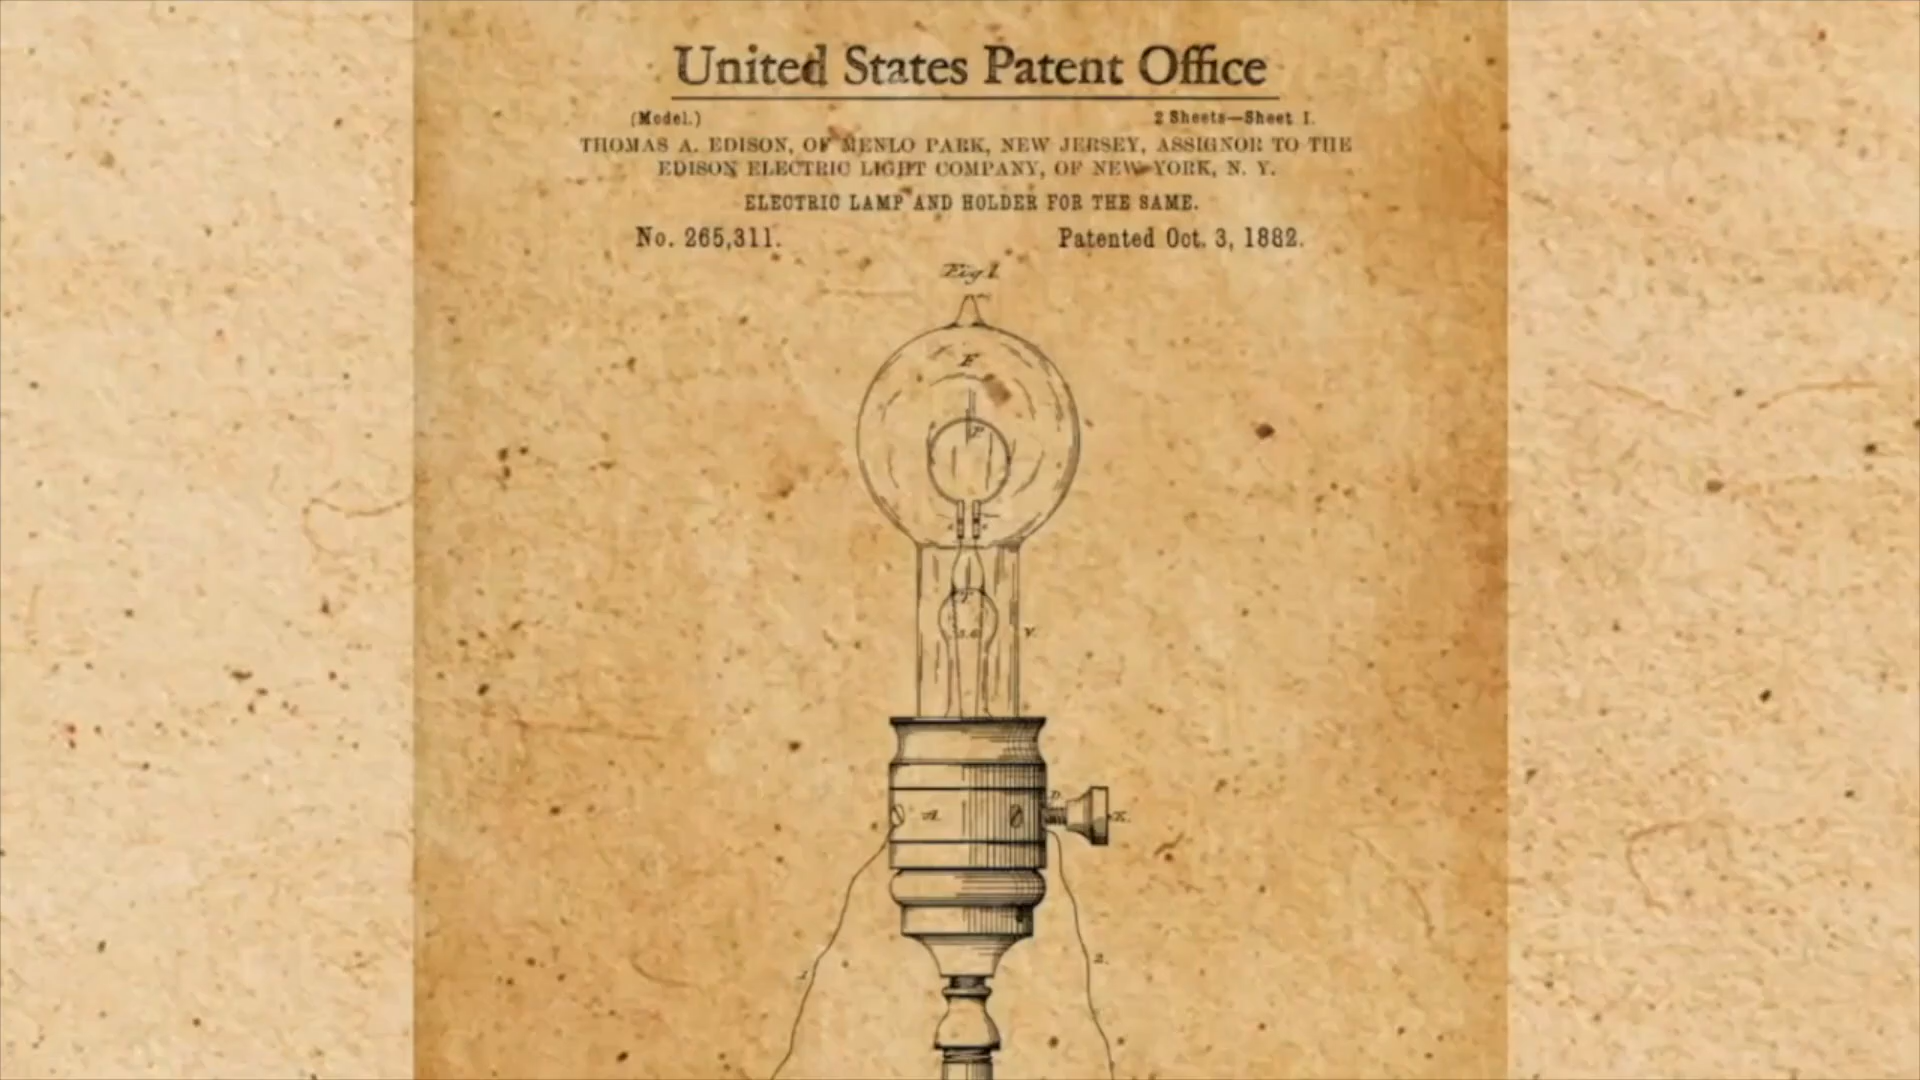 United States Patent Office
(Model.)
2 Sheets—Sheet 1.
THOMAS A. EDISON, OF MENLO PARK, NEW JERSEY, ASSIGNOR TO THE
EDISON ELECTRIC LIGHT COMPANY, OF NEW YORK, N. Y.
ELECTRIC LAMP AND HOLDER FOR THE SAME.
No. 265,311.
Patented Oct. 3, 1882.
Fig. 1
F
V.
A.
D.
K.
1.
2.